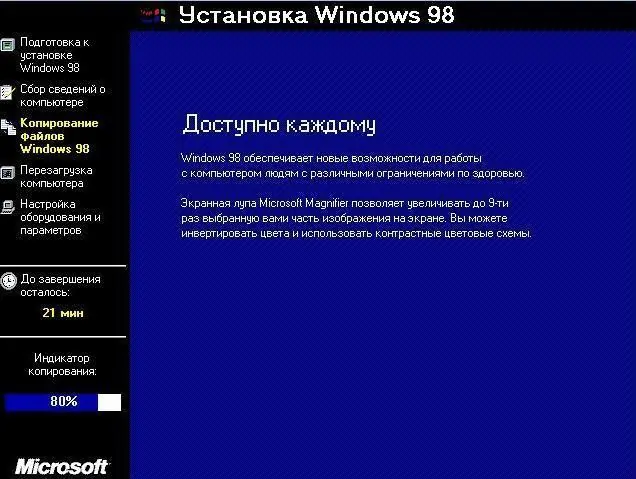 Установка Windows 98
Подготовка к
установке
Windows 98
Сбор сведений о
компьютере
Копирование
файлов
Windows 98
Перезагрузка
компьютера
Настройка
оборудования и
параметров
До завершения
осталось:
21 мин
Индикатор
копирования:
80%
Microsoft
Доступно каждому
Windows 98 обеспечивает новые возможности для работы
с компьютером людям с различными ограничениями по здоровью.
Экранная лупа Microsoft Magnifier позволяет увеличивать до 9-ти
раз выбранную вами часть изображения на экране. Вы можете
инвертировать цвета и использовать контрастные цветовые схемы.